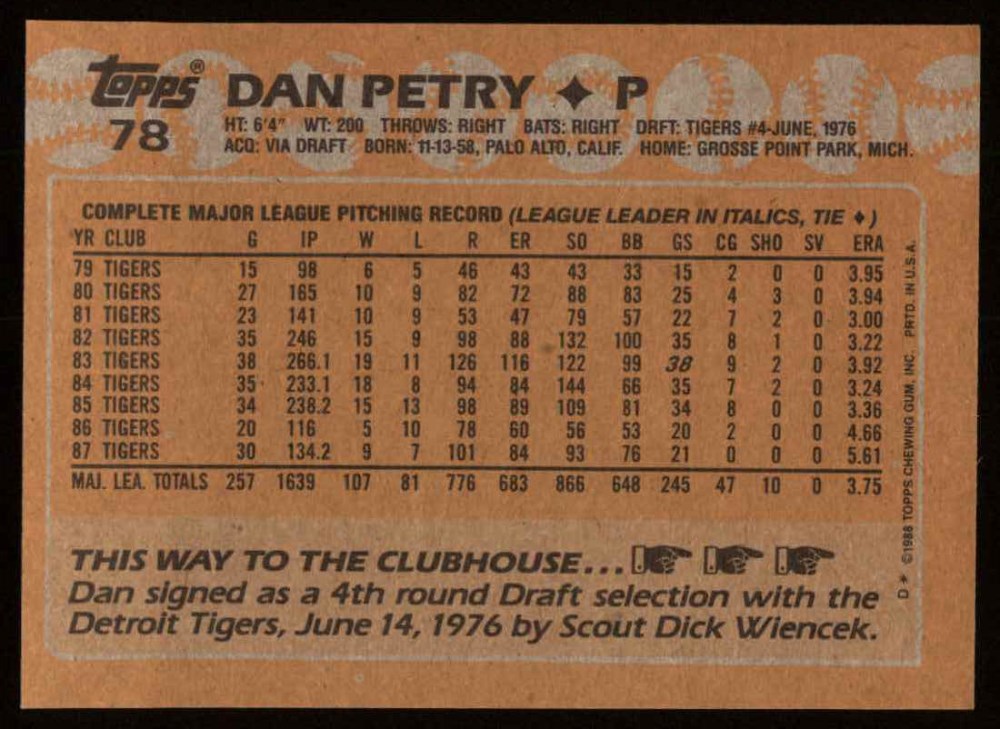 Topps® DAN PETRY ✦ P
78
HT: 6'4" WT: 200 THROWS: RIGHT BATS: RIGHT DRFT: TIGERS #4-JUNE, 1976
ACQ: VIA DRAFT BORN: 11-13-58, PALO ALTO, CALIF. HOME: GROSSE POINT PARK, MICH.
COMPLETE MAJOR LEAGUE PITCHING RECORD (LEAGUE LEADER IN ITALICS, TIE ♦)
YR CLUB G IP W L R ER SO BB GS CG SHO SV ERA
79 TIGERS 15 98 6 5 46 43 43 33 15 2 0 0 3.95
80 TIGERS 27 165 10 9 82 72 88 83 25 4 3 0 3.94
81 TIGERS 23 141 10 9 53 47 79 57 22 7 2 0 3.00
82 TIGERS 35 246 15 9 98 88 132 100 35 8 1 0 3.22
83 TIGERS 38 266.1 19 11 126 116 122 99 38 9 2 0 3.92
84 TIGERS 35 233.1 18 8 94 84 144 66 35 7 2 0 3.24
85 TIGERS 34 238.2 15 13 98 89 109 81 34 8 0 0 3.36
86 TIGERS 20 116 5 10 78 60 56 53 20 2 0 0 4.66
87 TIGERS 30 134.2 9 7 101 84 93 76 21 0 0 0 5.61
MAJ. LEA. TOTALS 257 1639 107 81 776 683 866 648 245 47 10 0 3.75
THIS WAY TO THE CLUBHOUSE...
Dan signed as a 4th round Draft selection with the
Detroit Tigers, June 14, 1976 by Scout Dick Wiencek.
D* ©1988 TOPPS CHEWING GUM, INC. PRTD. IN U.S.A.